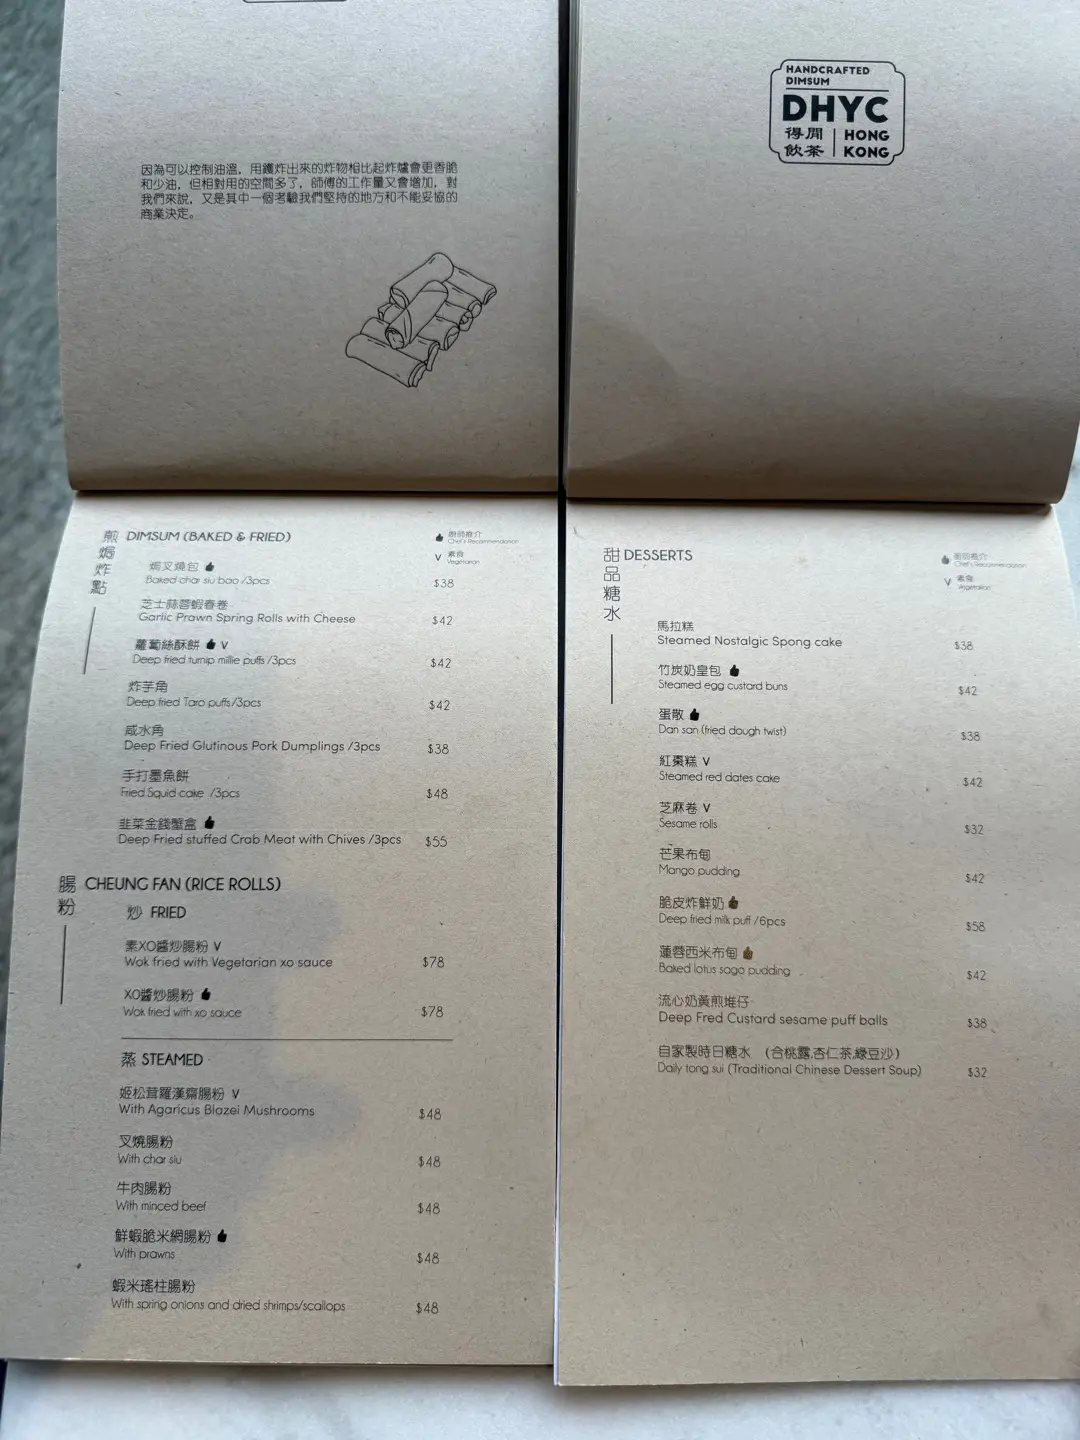 因為可以控制油溫，用鑊炸出來的炸物相比起炸爐會更香脆
和少油，但相對用的空間多了，師傅的工作量又會增加，對
我們來說，又是其中一個考驗我們堅持的地方和不能妥協的
商業決定。
煎焗炸點 DIMSUM (BAKED & FRIED)
廚師推介
Chef's Recommendation
V 素食
Vegetarian
焗叉燒包
Baked char siu bao /3pcs $38
芝士蒜蓉蝦春卷
Garlic Prawn Spring Rolls with Cheese $42
蘿蔔絲酥餅 V
Deep fried turnip millie puffs /3pcs $42
炸芋角
Deep fried Taro puffs/3pcs $42
咸水角
Deep Fried Glutinous Pork Dumplings /3pcs $38
手打墨魚餅
Fried Squid cake /3pcs $48
韭菜金錢蟹盒
Deep Fried stuffed Crab Meat with Chives /3pcs $55
腸粉 CHEUNG FAN (RICE ROLLS)
炒 FRIED
素XO醬炒腸粉 V
Wok fried with Vegetarian xo sauce $78
XO醬炒腸粉
Wok fried with xo sauce $78
蒸 STEAMED
姬松茸羅漢齋腸粉 V
With Agaricus Blazei Mushrooms $48
叉燒腸粉
With char siu $48
牛肉腸粉
With minced beef $48
鮮蝦脆米網腸粉
With prawns $48
蝦米瑤柱腸粉
With spring onions and dried shrimps/scallops $48
HANDCRAFTED
DIMSUM
DHYC
得閒 HONG
飲茶 KONG
甜品糖水 DESSERTS
廚師推介
Chef's Recommendation
V 素食
Vegetarian
馬拉糕
Steamed Nostalgic Spong cake $38
竹炭奶皇包
Steamed egg custard buns $42
蛋散
Dan san (fried dough twist) $38
紅棗糕 V
Steamed red dates cake $42
芝麻卷 V
Sesame rolls $32
芒果布甸
Mango pudding $42
脆皮炸鮮奶
Deep fried milk puff /6pcs $58
蓮蓉西米布甸
Baked lotus sago pudding $42
流心奶黃煎堆仔
Deep Fred Custard sesame puff balls $38
自家製時日糖水 （合桃露,杏仁茶,綠豆沙）
Daily tong sui (Traditional Chinese Dessert Soup) $32